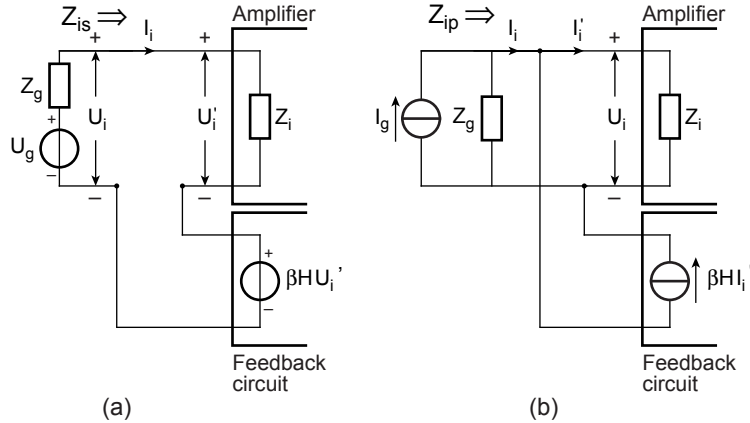 Z_is ⇒
I_i
Amplifier
+
+
Z_g
+
U_g
–
U_i
U_i'
Z_i
–
–
+
βHU_i'
–
Feedback
circuit
(a)
Z_ip ⇒
I_i
I_i'
Amplifier
+
I_g
Z_g
U_i
Z_i
–
βHI_i'
Feedback
circuit
(b)